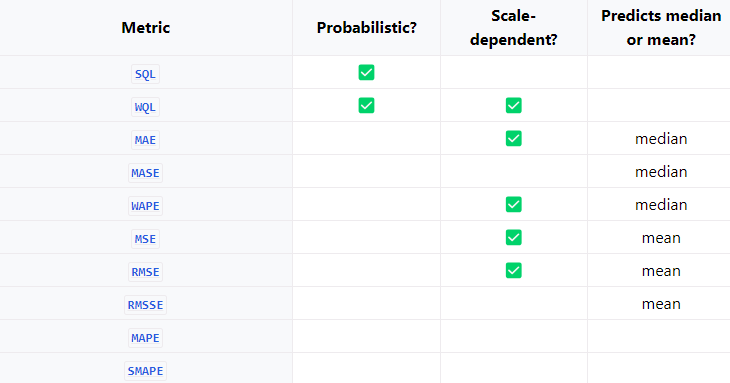 Metric Probabilistic? Scale-dependent? Predicts median or mean?
SQL ✅
WQL ✅ ✅
MAE ✅ median
MASE median
WAPE ✅ median
MSE ✅ mean
RMSE ✅ mean
RMSSE mean
MAPE
SMAPE